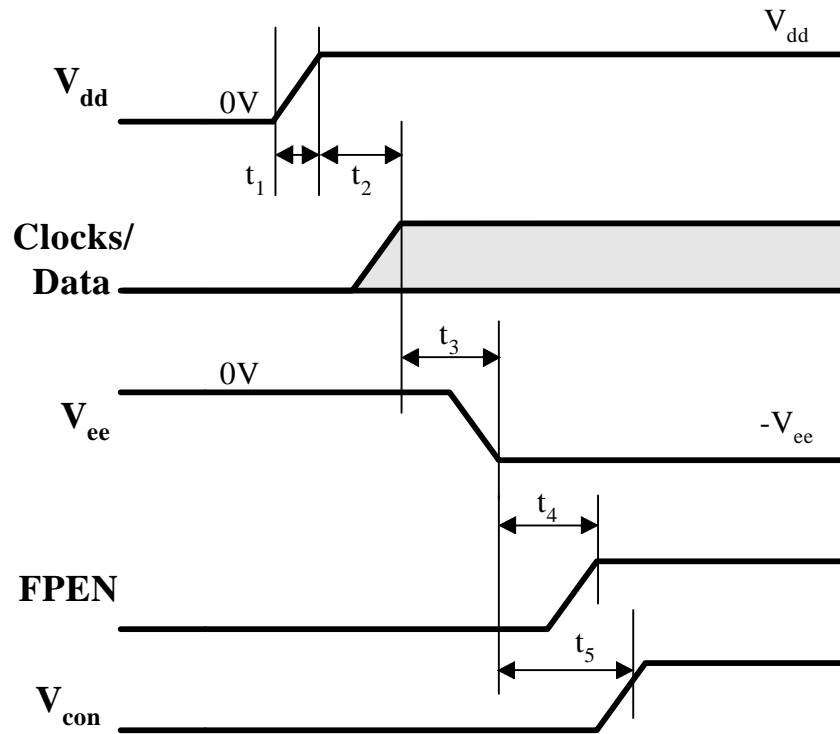 V_dd
V_dd
0V
t_1 t_2
Clocks/
Data
t_3
0V
V_ee
-V_ee
t_4
FPEN
t_5
V_con